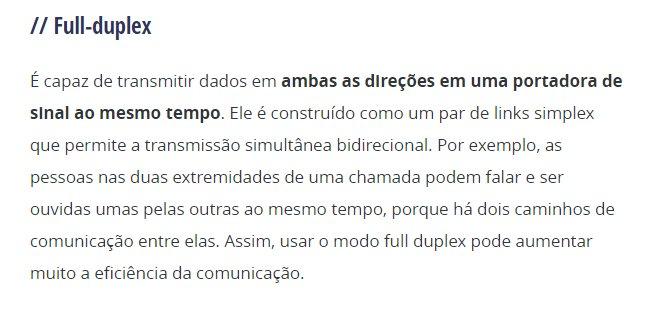 // Full-duplex
É capaz de transmitir dados em ambas as direções em uma portadora de
sinal ao mesmo tempo. Ele é construído como um par de links simplex
que permite a transmissão simultânea bidirecional. Por exemplo, as
pessoas nas duas extremidades de uma chamada podem falar e ser
ouvidas umas pelas outras ao mesmo tempo, porque há dois caminhos de
comunicação entre elas. Assim, usar o modo full duplex pode aumentar
muito a eficiência da comunicação.